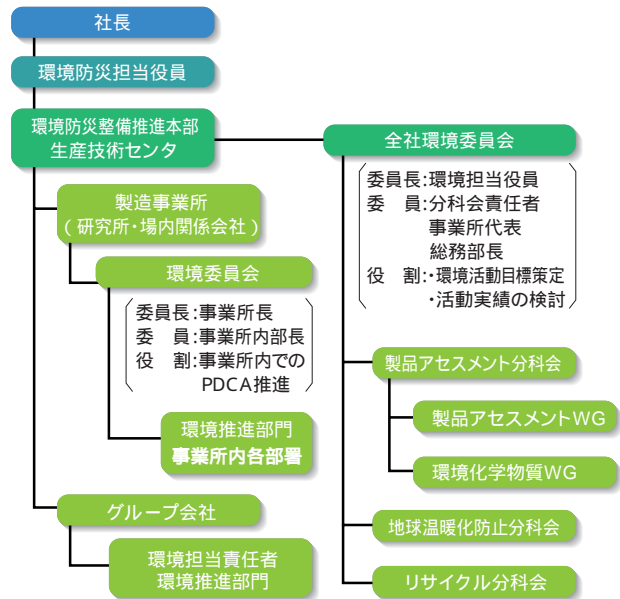 社長
環境防災担当役員
環境防災整備推進本部
生産技術センタ
製造事業所
(研究所・場内関係会社)
環境委員会
委員長:事業所長
委　員:事業所内部長
役　割:事業所内での
PDCA推進
環境推進部門
事業所内各部署
グループ会社
環境担当責任者
環境推進部門
全社環境委員会
委員長:環境担当役員
委　員:分科会責任者
事業所代表
総務部長
役　割:・環境活動目標策定
・活動実績の検討
製品アセスメント分科会
製品アセスメントWG
環境化学物質WG
地球温暖化防止分科会
リサイクル分科会